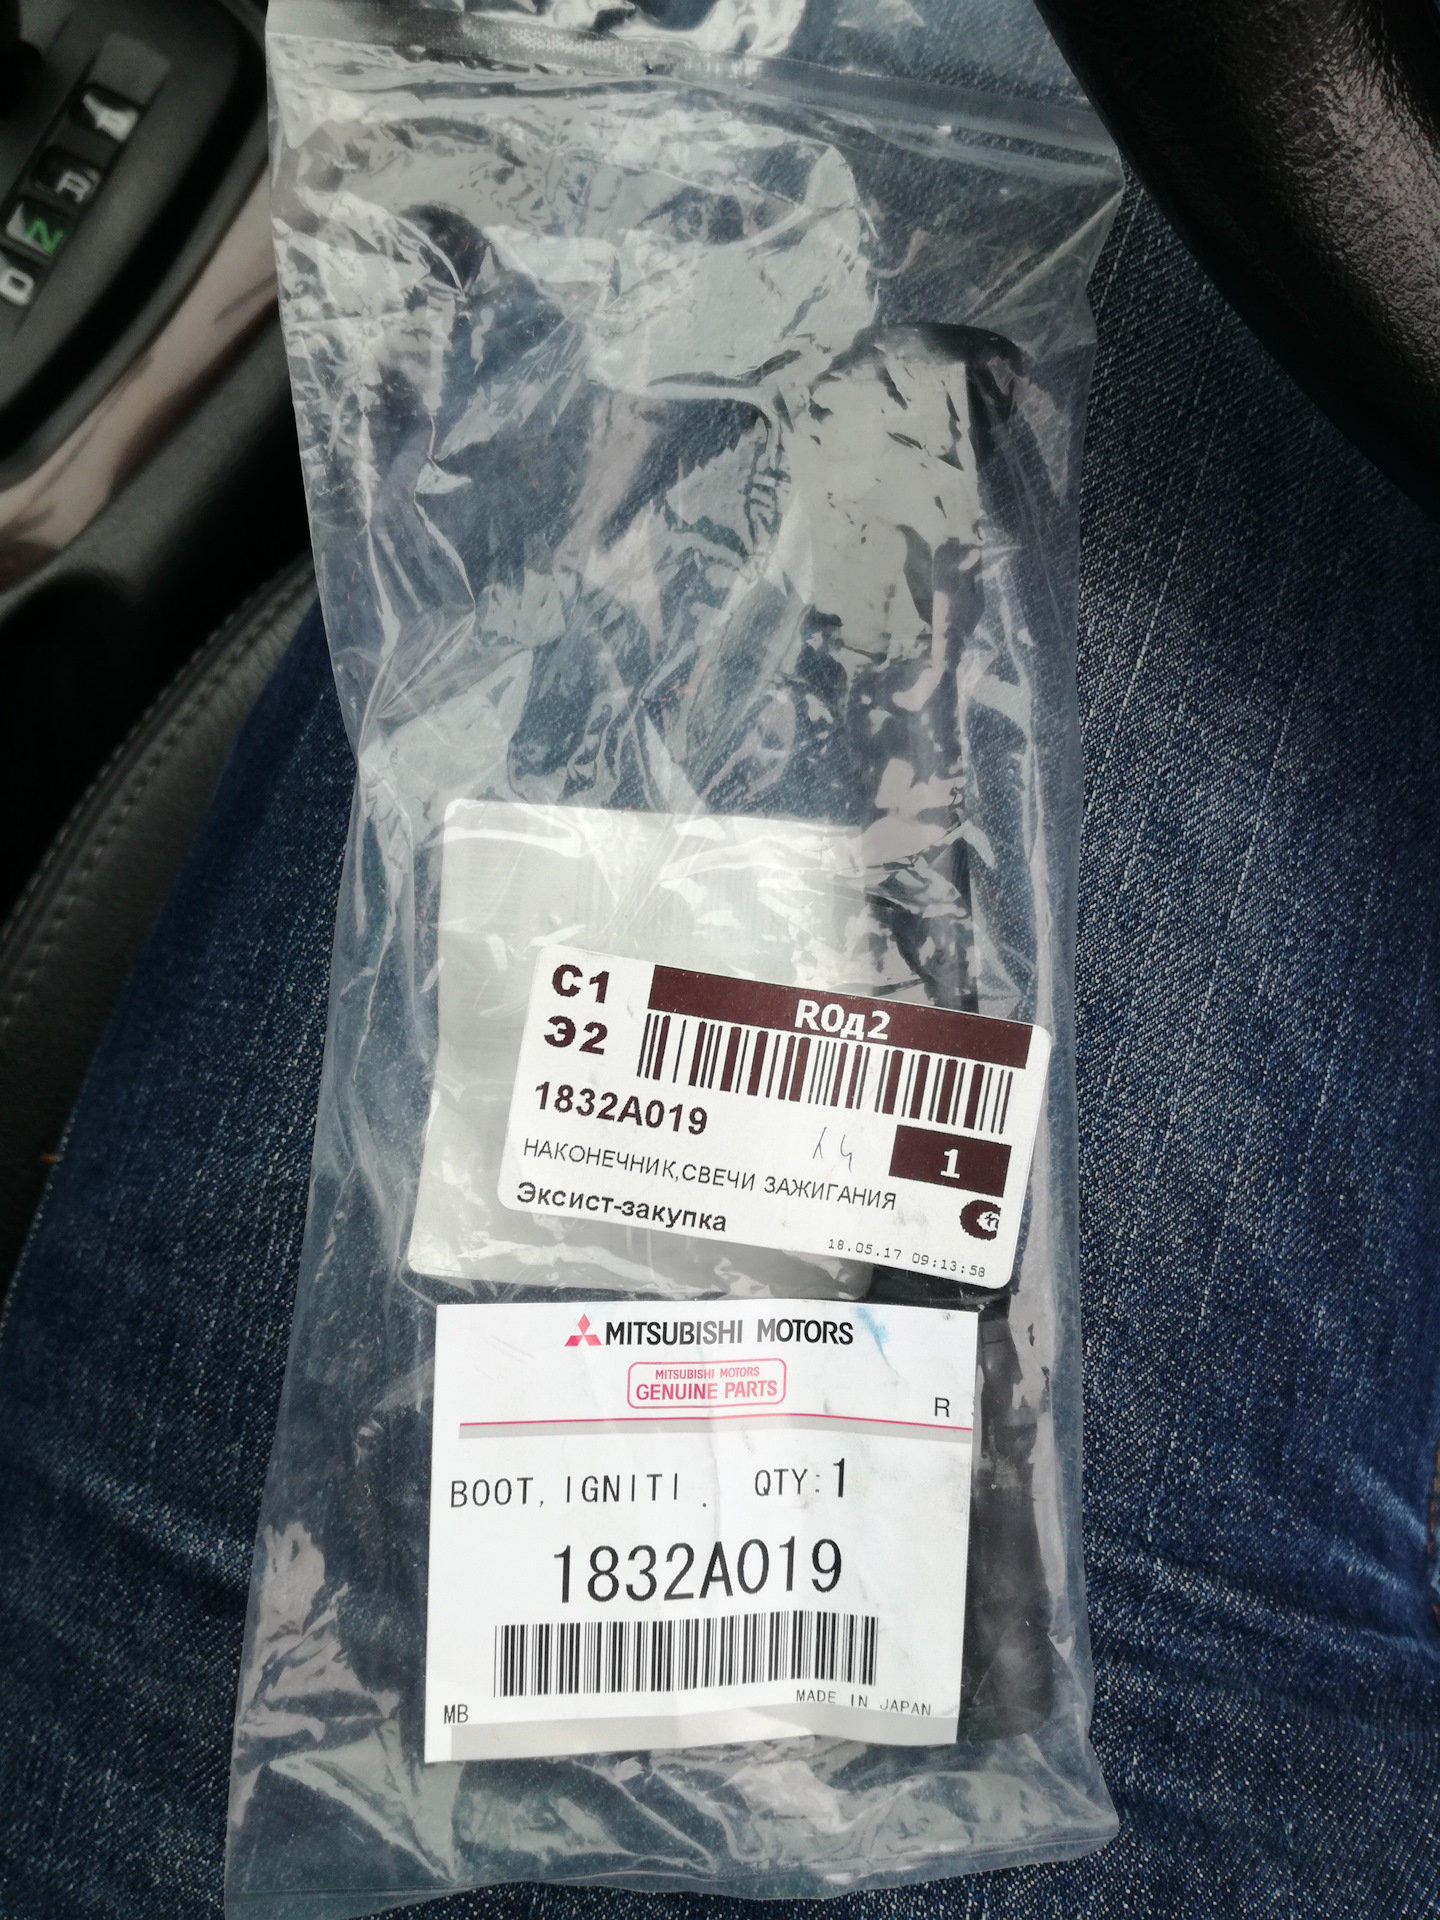 P
R
N
D
C1
Э2
R0д2
1832A019
1
НАКОНЕЧНИК,СВЕЧИ ЗАЖИГАНИЯ
Эксист-закупка
18.05.17 09:13:58
MITSUBISHI MOTORS
MITSUBISHI MOTORS
GENUINE PARTS
R
BOOT, IGNITI . QTY:1
1832A019
MB
MADE IN JAPAN